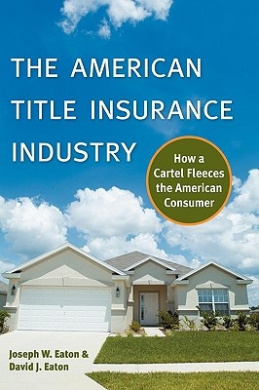 THE AMERICAN
TITLE INSURANCE
INDUSTRY
How a
Cartel Fleeces
the American
Consumer
Joseph W. Eaton &
David J. Eaton